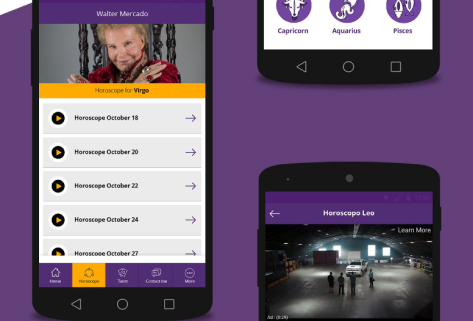 Walter Mercado
Horoscope for Virgo
Horoscope October 18
Horoscope October 20
Horoscope October 22
Horoscope October 24
Horoscope October 27
Home
Horoscope
Tarot
Contact me
More
Capricorn
Aquarius
Pisces
Horoscopo Leo
Learn More
Ad: (0:29)